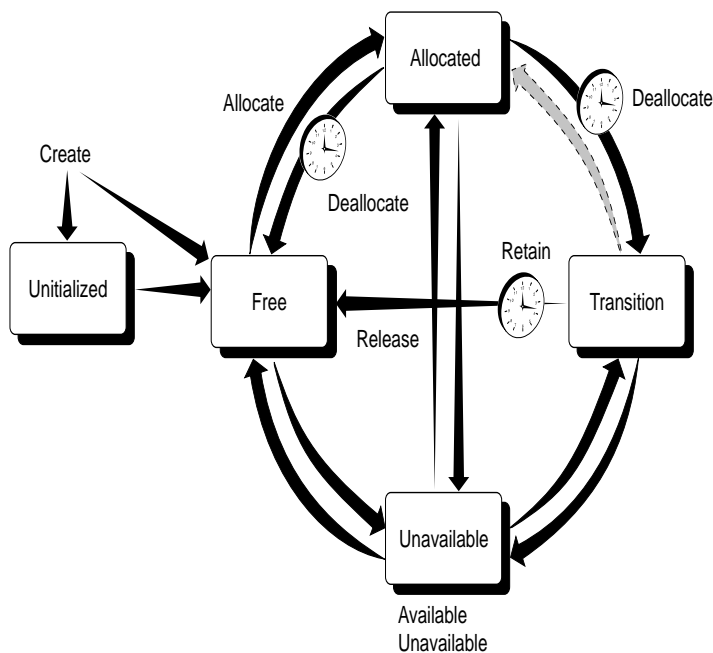 Allocated
Allocate
Deallocate
Create
Deallocate
Retain
Unitialized
Free
Transition
Release
Unavailable
Available
Unavailable